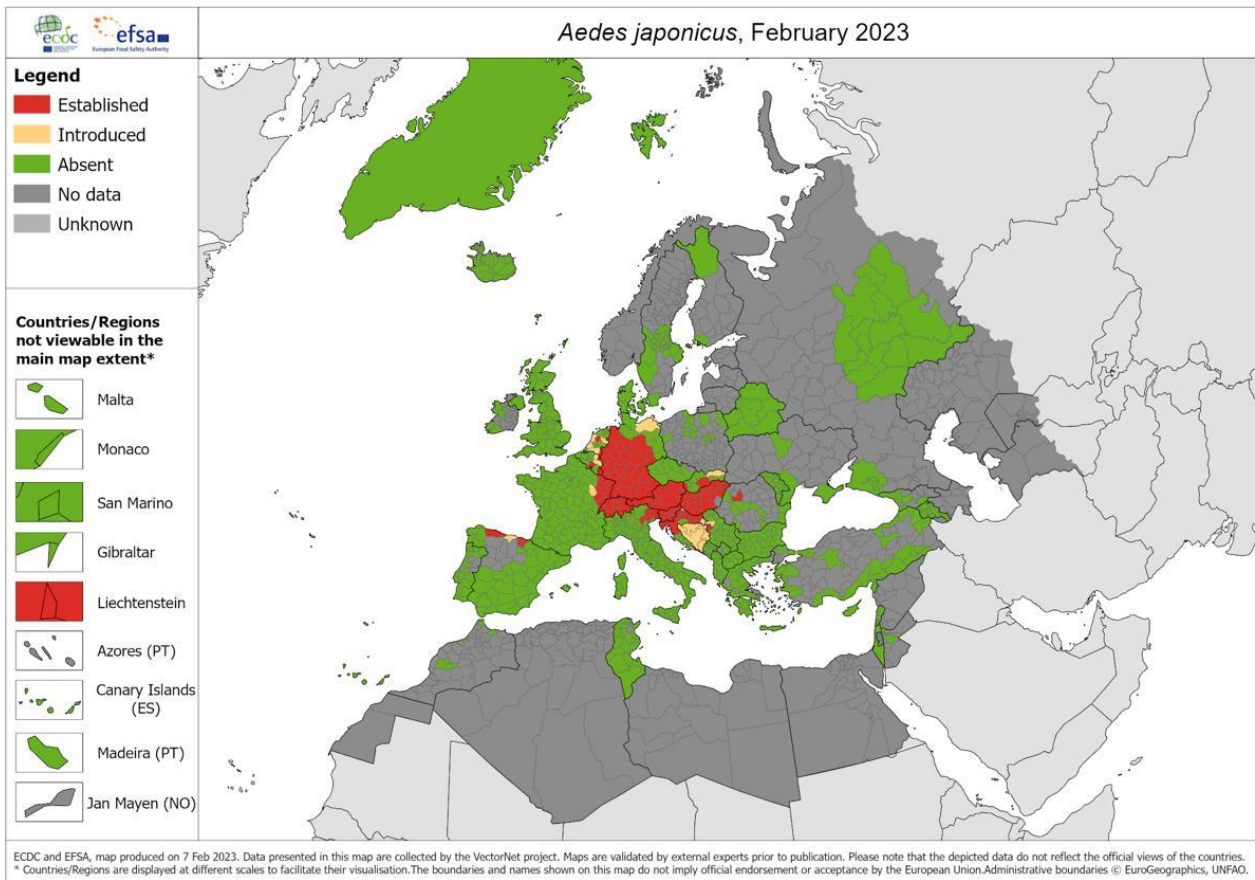 ecdc
efsa
European Food Safety Authority
Aedes japonicus, February 2023
Legend
Established
Introduced
Absent
No data
Unknown
Countries/Regions
not viewable in the
main map extent*
Malta
Monaco
San Marino
Gibraltar
Liechtenstein
Azores (PT)
Canary Islands
(ES)
Madeira (PT)
Jan Mayen (NO)
ECDC and EFSA, map produced on 7 Feb 2023. Data presented in this map are collected by the VectorNet project. Maps are validated by external experts prior to publication. Please note that the depicted data do not reflect the official views of the countries.
* Countries/Regions are displayed at different scales to facilitate their visualisation.The boundaries and names shown on this map do not imply official endorsement or acceptance by the European Union.Administrative boundaries © EuroGeographics, UNFAO.